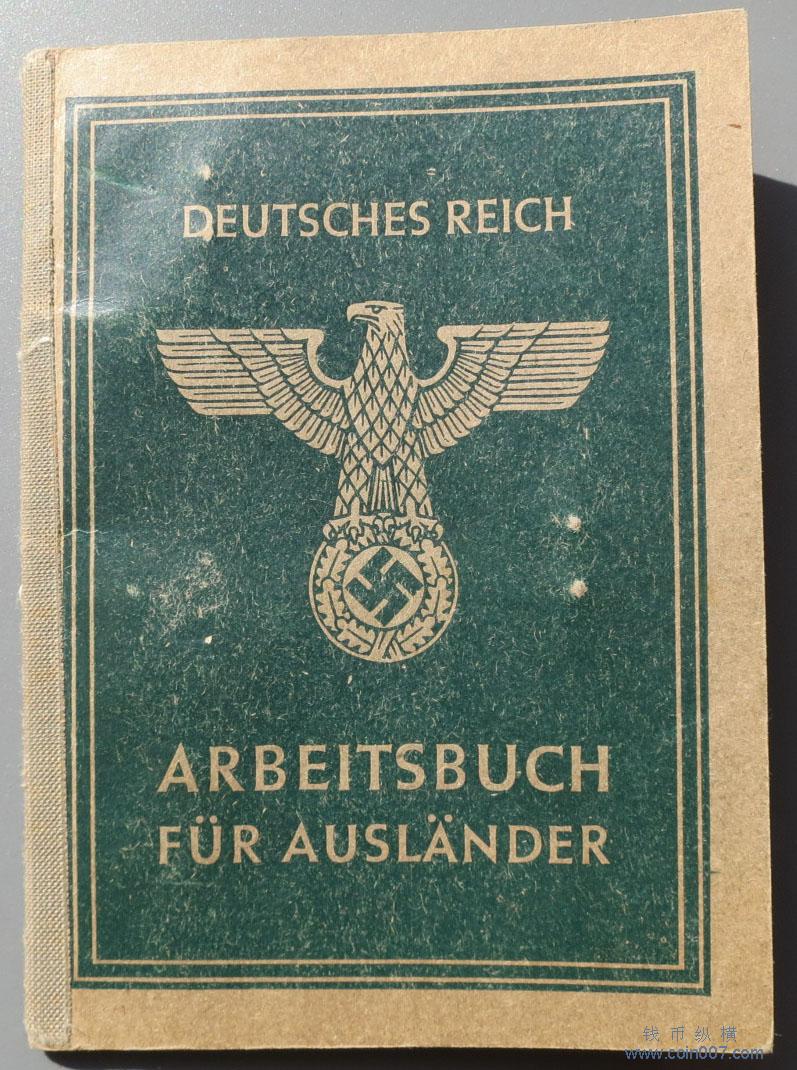 DEUTSCHES REICH
ARBEITSBUCH
FÜR AUSLÄNDER
钱币纵横
www.coin007.com